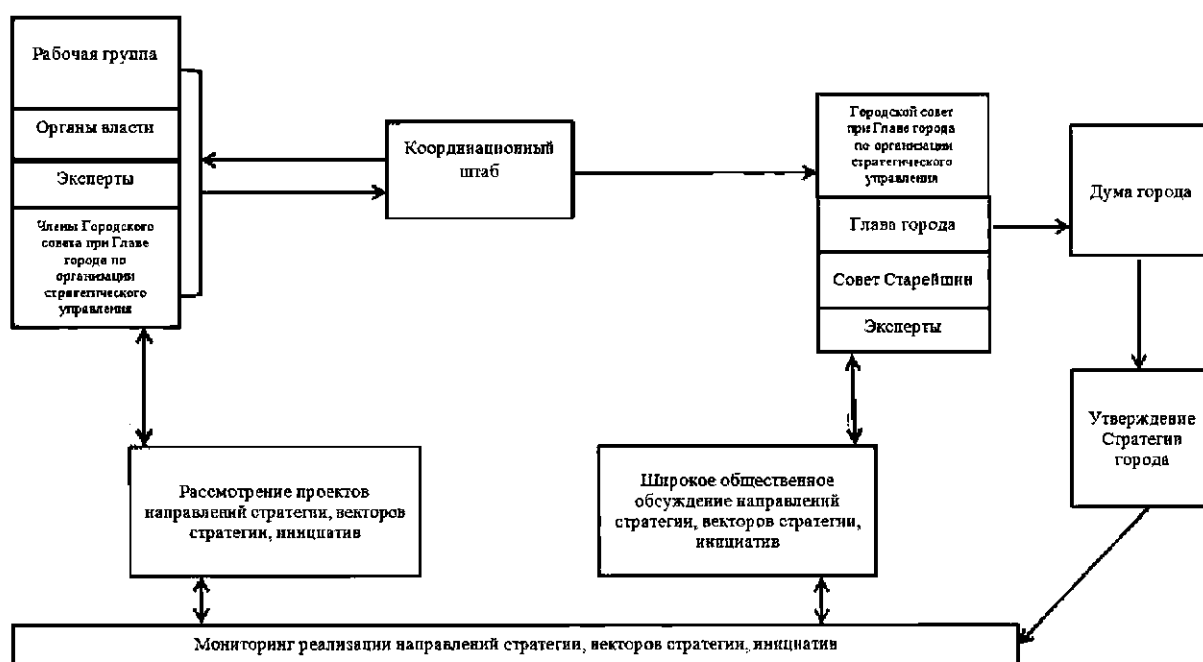 Рабочая группа
Органы власти
Эксперты
Члены Городского
совета при Главе
города по
организации
стратегического
управления
Координационный
штаб
Городской совет
при Главе города
по организации
стратегического
управления
Глава города
Совет Старейшин
Эксперты
Дума города
Утверждение
Стратегии
города
Рассмотрение проектов
направлений стратегии, векторов
стратегии, инициатив
Широкое общественное
обсуждение направлений
стратегии, векторов стратегии,
инициатив
Мониторинг реализации направлений стратегии, векторов стратегии, инициатив